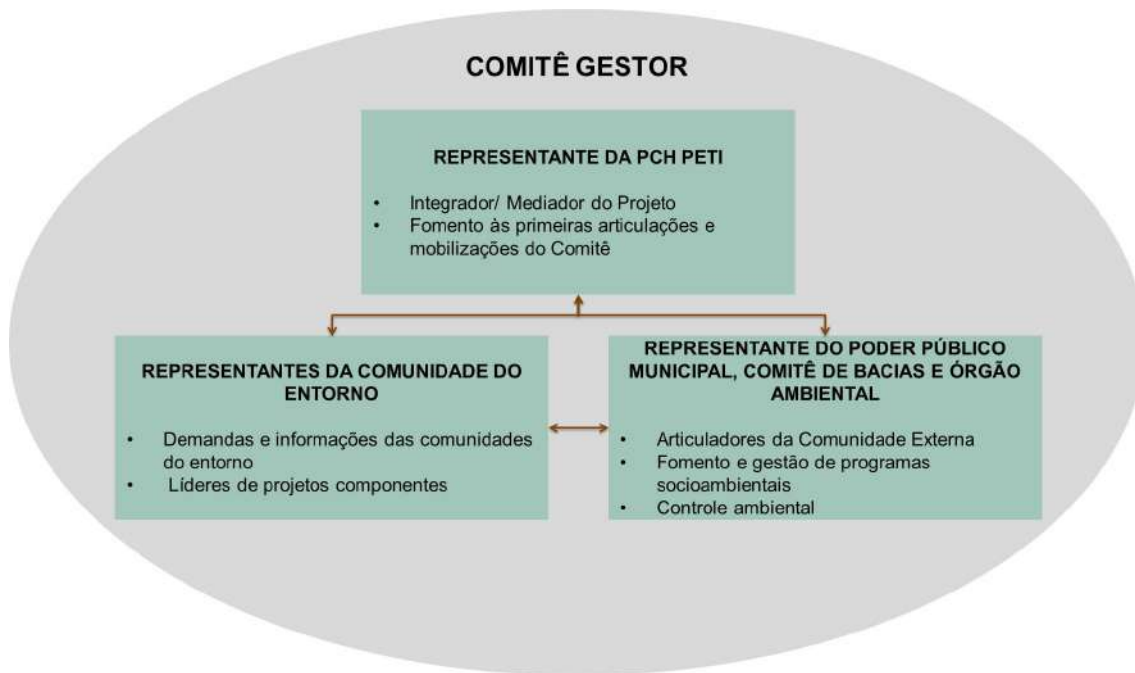 COMITÊ GESTOR
REPRESENTANTE DA PCH PETI
• Integrador/ Mediador do Projeto
• Fomento às primeiras articulações e
mobilizações do Comitê
REPRESENTANTES DA COMUNIDADE DO
ENTORNO
• Demandas e informações das comunidades
do entorno
• Líderes de projetos componentes
REPRESENTANTE DO PODER PÚBLICO
MUNICIPAL, COMITÊ DE BACIAS E ÓRGÃO
AMBIENTAL
• Articuladores da Comunidade Externa
• Fomento e gestão de programas
socioambientais
• Controle ambiental